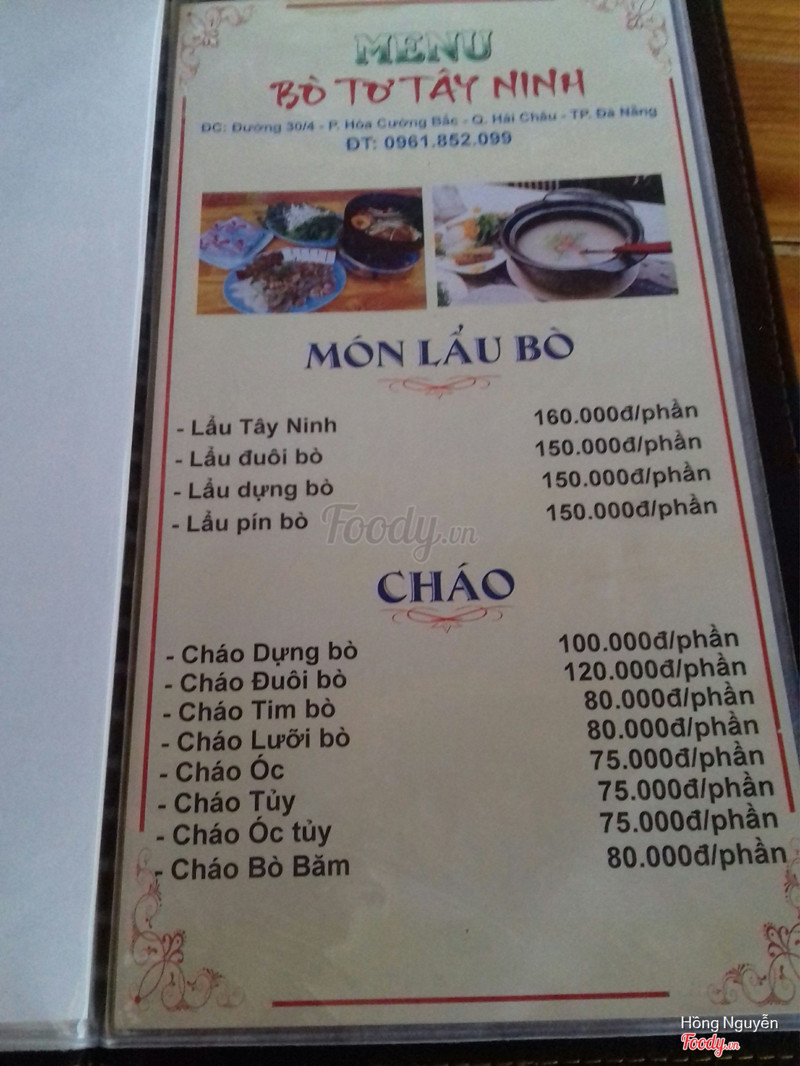 MENU
BÒ TƠ TÂY NINH
ĐC: Đường 30/4 - P. Hòa Cường Bắc - Q. Hải Châu - TP. Đà Nẵng
ĐT: 0961.852.099
MÓN LẨU BÒ
- Lẩu Tây Ninh 160.000đ/phần
- Lẩu đuôi bò 150.000đ/phần
- Lẩu dựng bò 150.000đ/phần
- Lẩu pín bò 150.000đ/phần
Foody.vn
CHÁO
- Cháo Dựng bò 100.000đ/phần
- Cháo Đuôi bò 120.000đ/phần
- Cháo Tim bò 80.000đ/phần
- Cháo Lưỡi bò 80.000đ/phần
- Cháo Óc 75.000đ/phần
- Cháo Tủy 75.000đ/phần
- Cháo Óc tủy 75.000đ/phần
- Cháo Bò Băm 80.000đ/phần
Hồng Nguyễn
Foody.vn